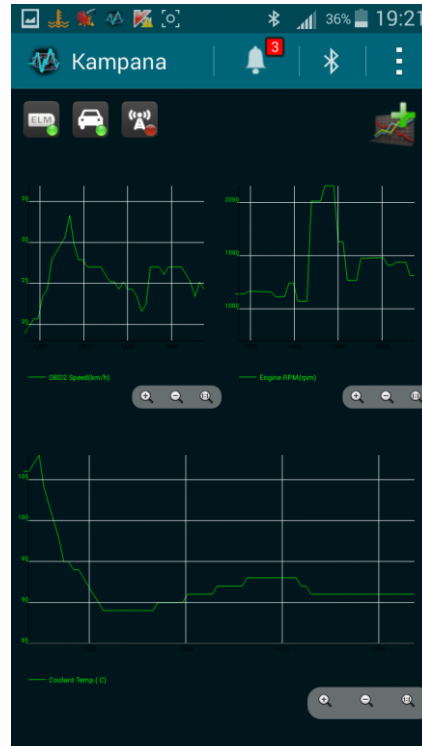 36% 19:21
Kampana
3
ELM
35
30
25
20
OBD2 Speed(km/h)
2000
1500
1000
Engine RPM(rpm)
105
100
95
90
85
Coolant Temp.( C)